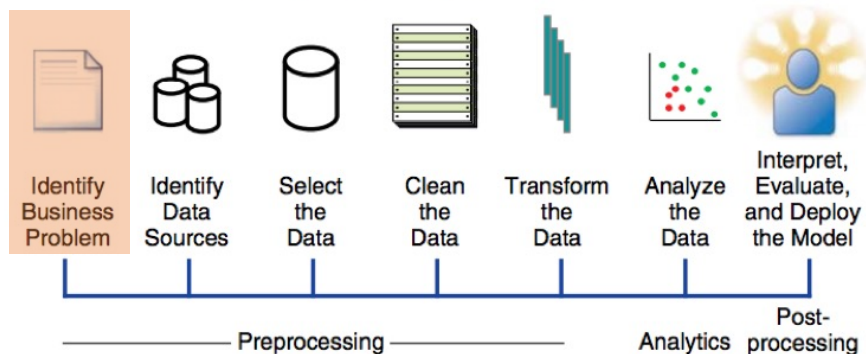 Identify
Business
Problem
Identify
Data
Sources
Select
the
Data
Clean
the
Data
Transform
the
Data
Analyze
the
Data
Interpret,
Evaluate,
and Deploy
the Model
Preprocessing
Analytics
Post-
processing